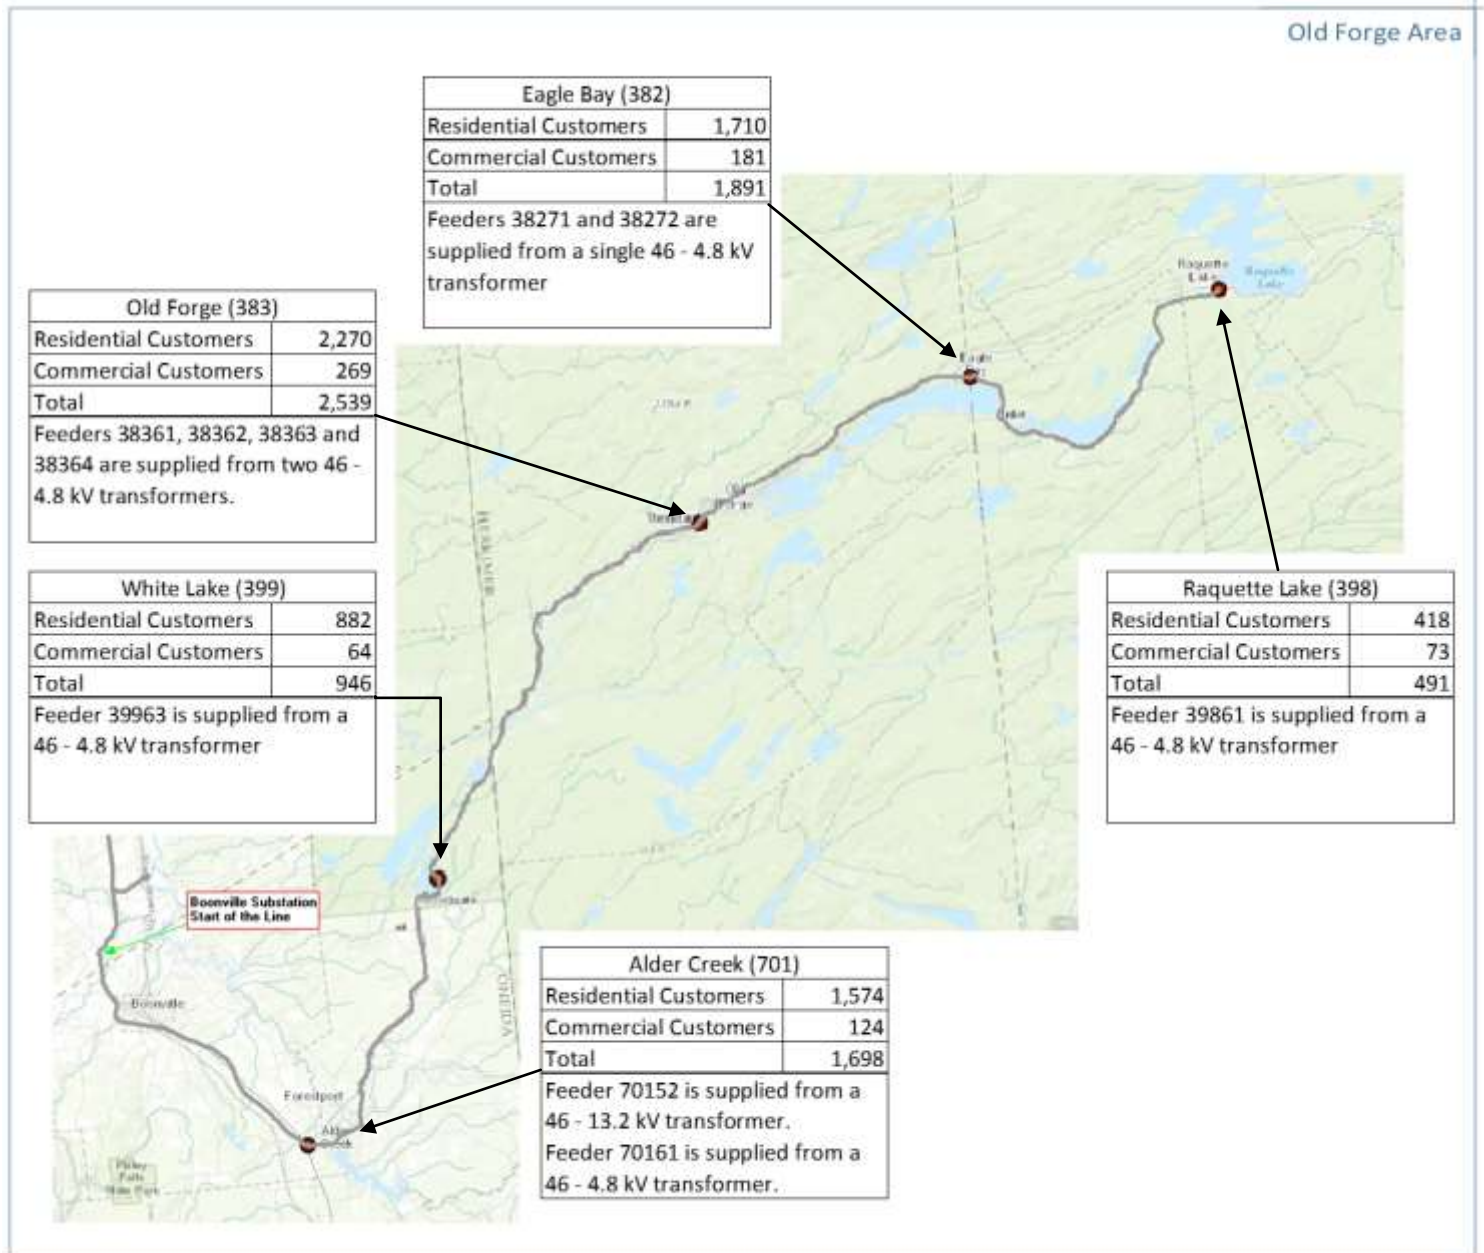 Old Forge Area
Eagle Bay (382)
Residential Customers 1,710
Commercial Customers 181
Total 1,891
Feeders 38271 and 38272 are
supplied from a single 46 - 4.8 kV
transformer
Old Forge (383)
Residential Customers 2,270
Commercial Customers 269
Total 2,539
Feeders 38361, 38362, 38363 and
38364 are supplied from two 46 -
4.8 kV transformers.
White Lake (399)
Residential Customers 882
Commercial Customers 64
Total 946
Feeder 39963 is supplied from a
46 - 4.8 kV transformer
Raquette Lake (398)
Residential Customers 418
Commercial Customers 73
Total 491
Feeder 39861 is supplied from a
46 - 4.8 kV transformer
Alder Creek (701)
Residential Customers 1,574
Commercial Customers 124
Total 1,698
Feeder 70152 is supplied from a
46 - 13.2 kV transformer.
Feeder 70161 is supplied from a
46 - 4.8 kV transformer.
Raquette
Lake
Raquette
Lake
Eagle
HERKIMER
ONEIDA
Boonville Substation
Start of the Line
Boonville
Forestport